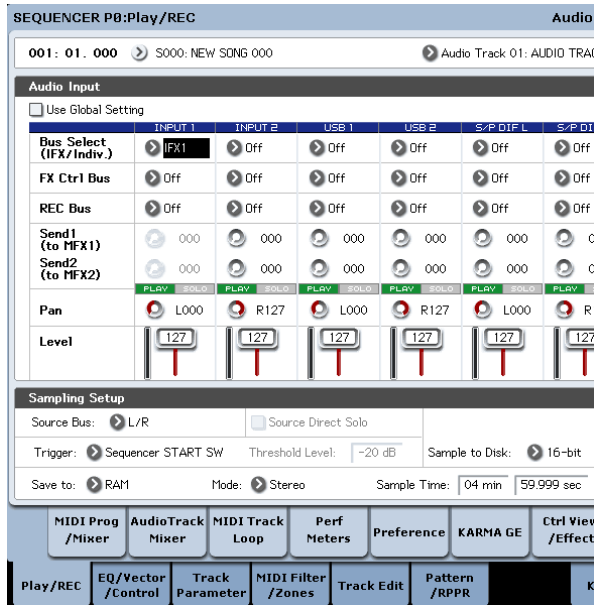 SEQUENCER P0:Play/REC Audio
001: 01. 000 S000: NEW SONG 000 Audio Track 01: AUDIO TRA
Audio Input
Use Global Setting
INPUT 1 INPUT 2 USB 1 USB 2 S/P DIF L S/P DI
Bus Select
(IFX/Indiv.) IFX1 Off Off Off Off Off
FX Ctrl Bus Off Off Off Off Off Off
REC Bus Off Off Off Off Off Off
Send1
(to MFX1) 000 000 000 000 000
Send2
(to MFX2) 000 000 000 000 000
PLAY SOLO PLAY SOLO PLAY SOLO PLAY SOLO PLAY SOLO PLAY
Pan L000 R127 L000 R127 L000 R
Level 127 127 127 127 127 127
Sampling Setup
Source Bus: L/R Source Direct Solo
Trigger: Sequencer START SW Threshold Level: -20 dB Sample to Disk: 16-bit
Save to: RAM Mode: Stereo Sample Time: 04 min 59.999 sec
MIDI Prog
/Mixer AudioTrack
Mixer MIDI Track
Loop Perf
Meters Preference KARMA GE Ctrl View
/Effect
Play/REC EQ/Vector
/Control Track
Parameter MIDI Filter
/Zones Track Edit Pattern
/RPPR K